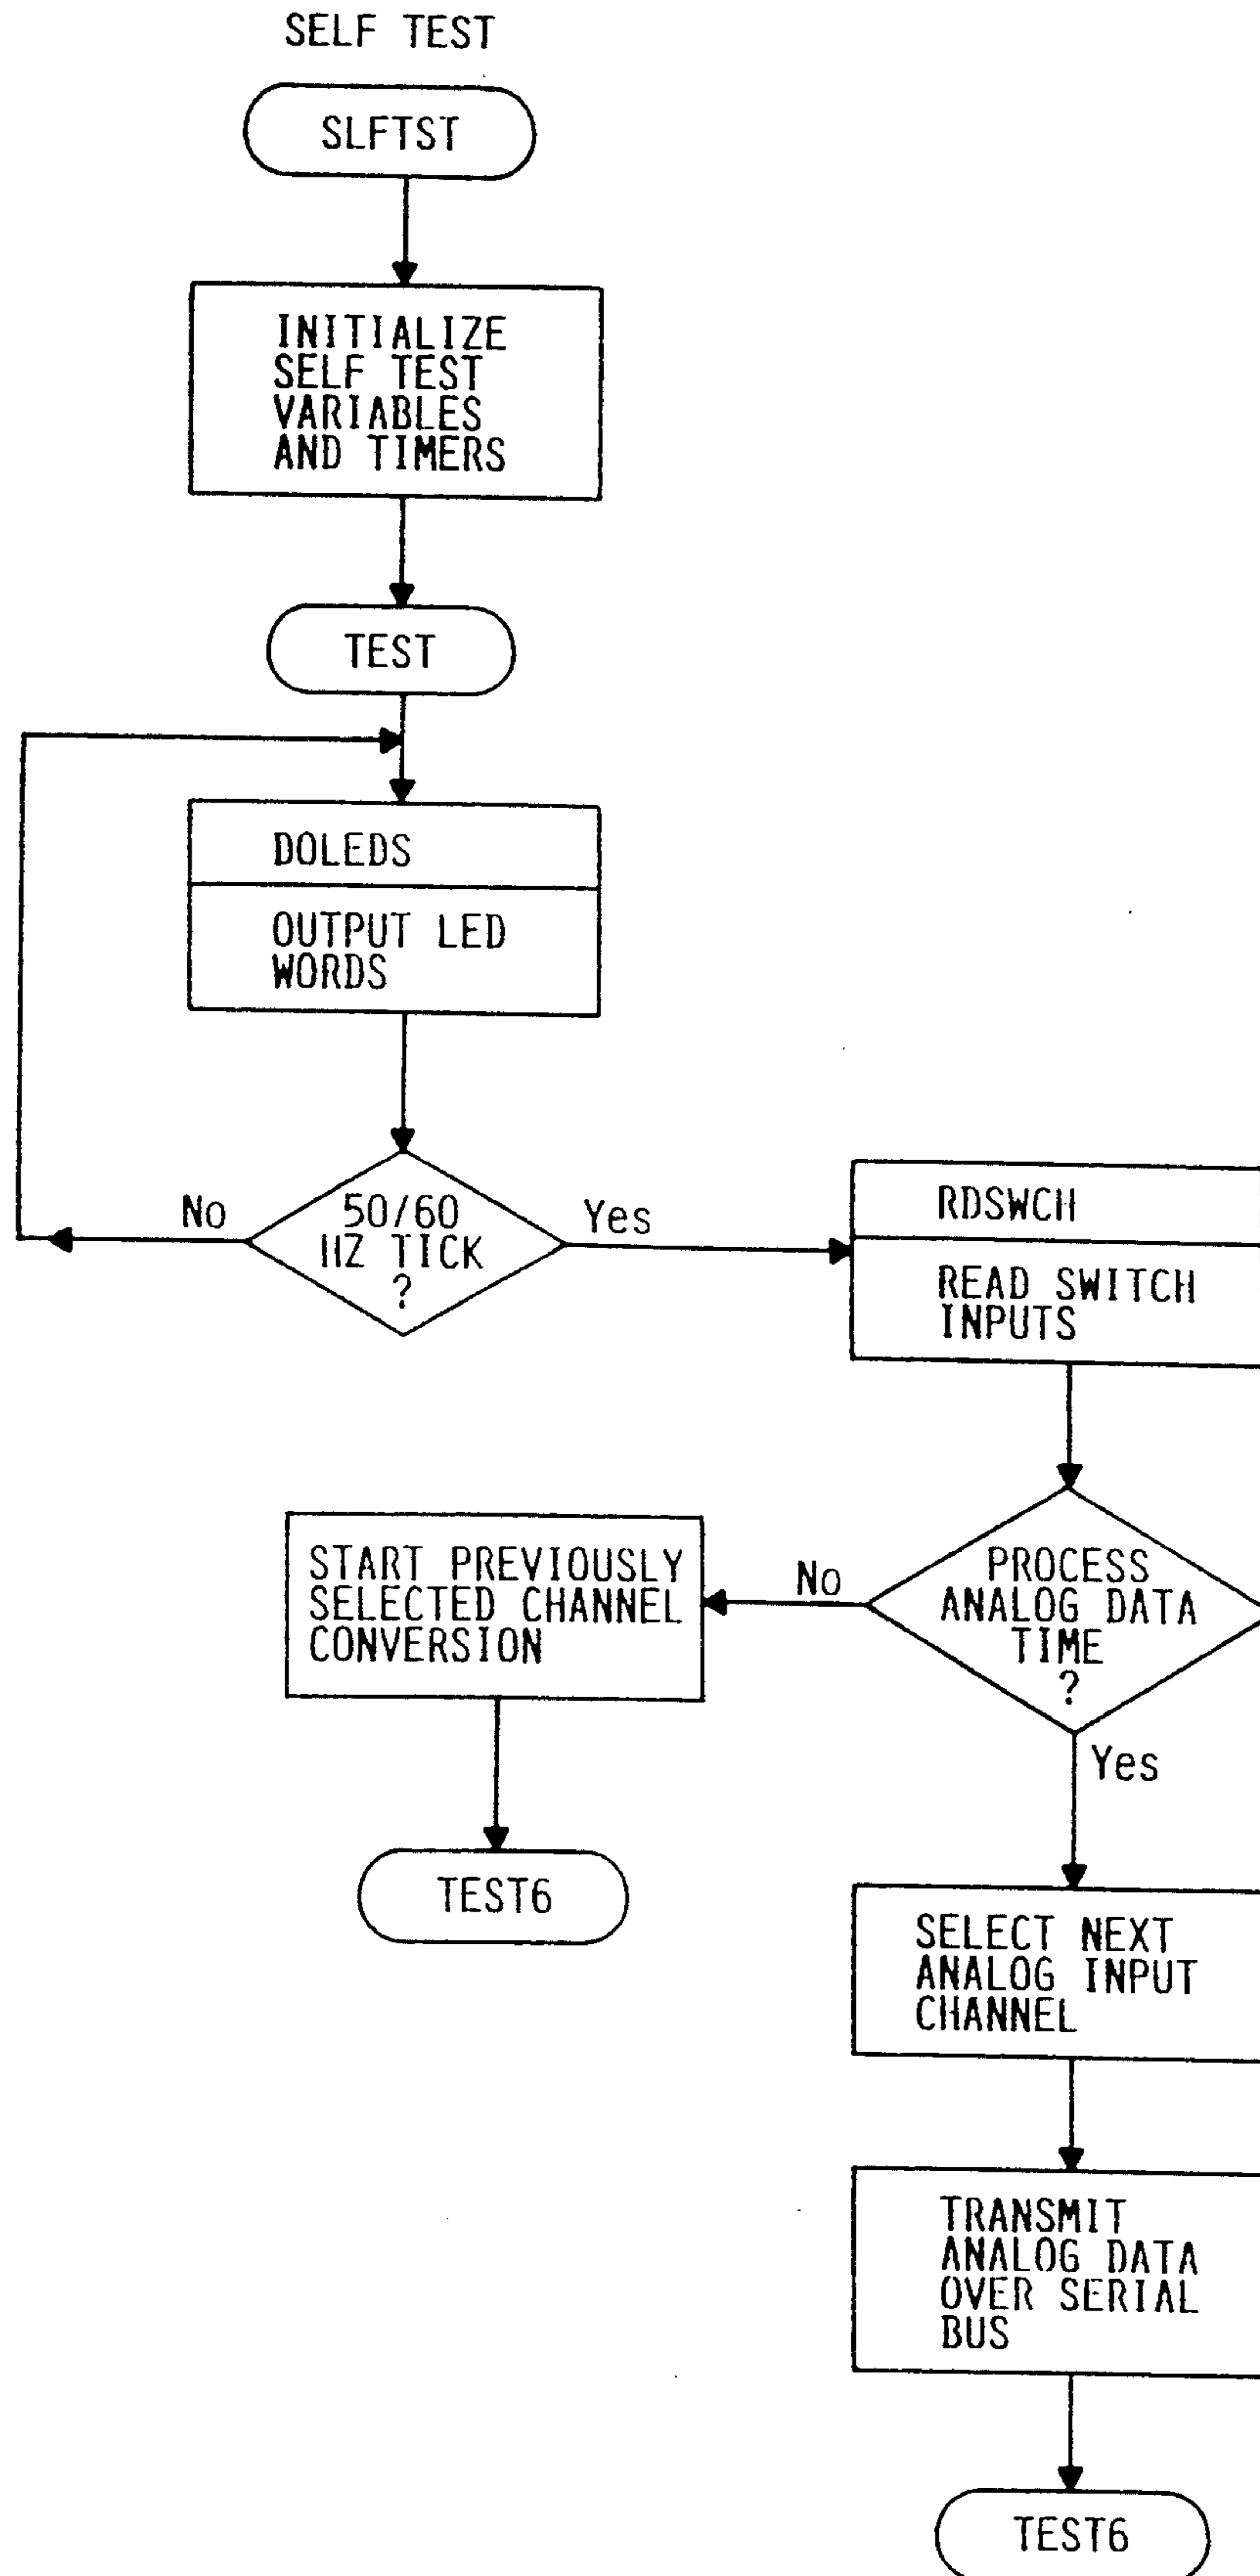 SELF TEST
SLFTST
INITIALIZE
SELF TEST
VARIABLES
AND TIMERS
TEST
DOLEDS
OUTPUT LED
WORDS
50/60
HZ TICK
?
No
Yes
RDSWCH
READ SWITCH
INPUTS
PROCESS
ANALOG DATA
TIME
?
No
Yes
START PREVIOUSLY
SELECTED CHANNEL
CONVERSION
TEST6
SELECT NEXT
ANALOG INPUT
CHANNEL
TRANSMIT
ANALOG DATA
OVER SERIAL
BUS
TEST6